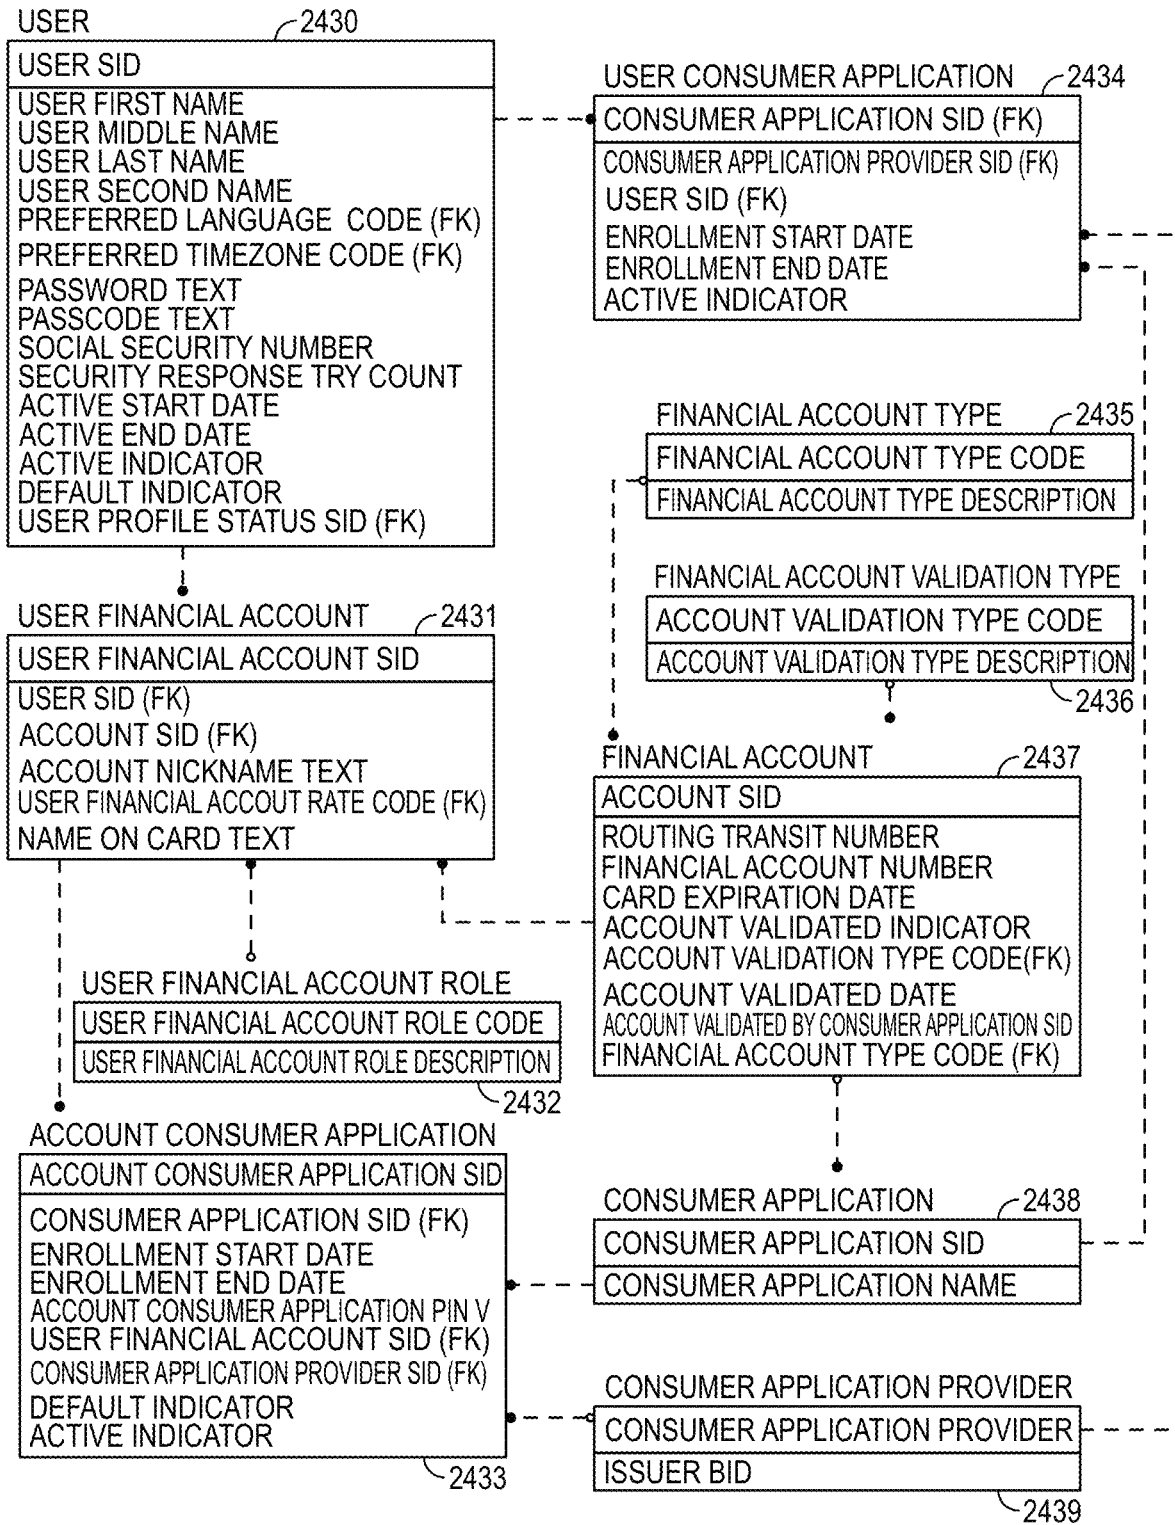 USER
2430
USER SID
USER FIRST NAME
USER MIDDLE NAME
USER LAST NAME
USER SECOND NAME
PREFERRED LANGUAGE CODE (FK)
PREFERRED TIMEZONE CODE (FK)
PASSWORD TEXT
PASSCODE TEXT
SOCIAL SECURITY NUMBER
SECURITY RESPONSE TRY COUNT
ACTIVE START DATE
ACTIVE END DATE
ACTIVE INDICATOR
DEFAULT INDICATOR
USER PROFILE STATUS SID (FK)
USER CONSUMER APPLICATION
2434
CONSUMER APPLICATION SID (FK)
CONSUMER APPLICATION PROVIDER SID (FK)
USER SID (FK)
ENROLLMENT START DATE
ENROLLMENT END DATE
ACTIVE INDICATOR
FINANCIAL ACCOUNT TYPE
2435
FINANCIAL ACCOUNT TYPE CODE
FINANCIAL ACCOUNT TYPE DESCRIPTION
FINANCIAL ACCOUNT VALIDATION TYPE
ACCOUNT VALIDATION TYPE CODE
ACCOUNT VALIDATION TYPE DESCRIPTION
2436
USER FINANCIAL ACCOUNT
2431
USER FINANCIAL ACCOUNT SID
USER SID (FK)
ACCOUNT SID (FK)
ACCOUNT NICKNAME TEXT
USER FINANCIAL ACCOUT RATE CODE (FK)
NAME ON CARD TEXT
FINANCIAL ACCOUNT
2437
ACCOUNT SID
ROUTING TRANSIT NUMBER
FINANCIAL ACCOUNT NUMBER
CARD EXPIRATION DATE
ACCOUNT VALIDATED INDICATOR
ACCOUNT VALIDATION TYPE CODE(FK)
ACCOUNT VALIDATED DATE
ACCOUNT VALIDATED BY CONSUMER APPLICATION SID
FINANCIAL ACCOUNT TYPE CODE (FK)
USER FINANCIAL ACCOUNT ROLE
USER FINANCIAL ACCOUNT ROLE CODE
USER FINANCIAL ACCOUNT ROLE DESCRIPTION
2432
ACCOUNT CONSUMER APPLICATION
ACCOUNT CONSUMER APPLICATION SID
CONSUMER APPLICATION SID (FK)
ENROLLMENT START DATE
ENROLLMENT END DATE
ACCOUNT CONSUMER APPLICATION PIN V
USER FINANCIAL ACCOUNT SID (FK)
CONSUMER APPLICATION PROVIDER SID (FK)
DEFAULT INDICATOR
ACTIVE INDICATOR
2433
CONSUMER APPLICATION
2438
CONSUMER APPLICATION SID
CONSUMER APPLICATION NAME
CONSUMER APPLICATION PROVIDER
CONSUMER APPLICATION PROVIDER
ISSUER BID
2439